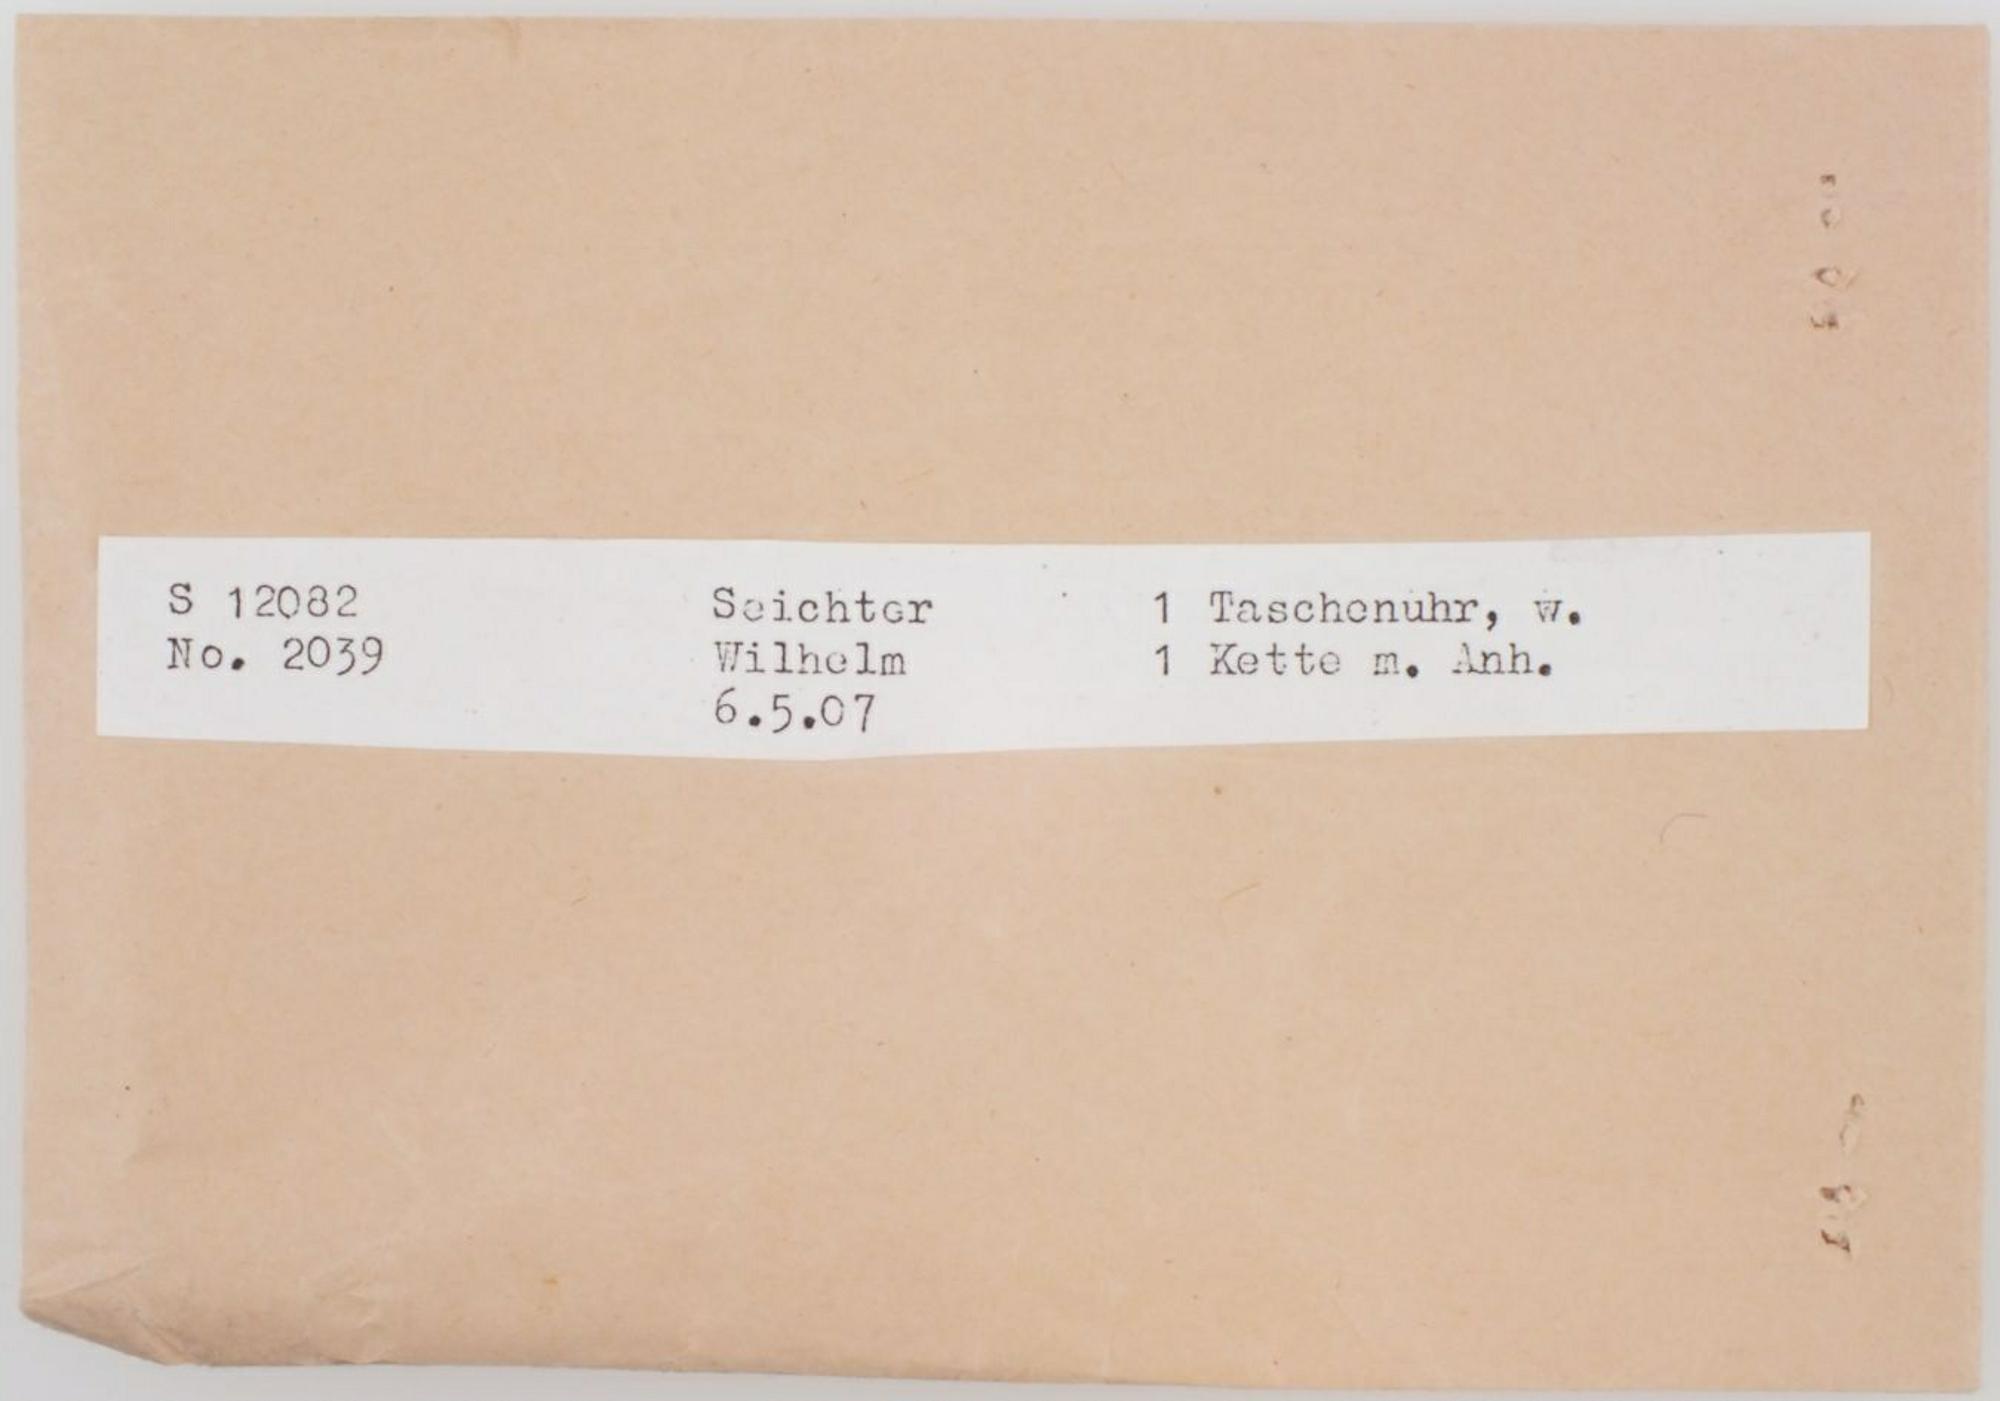 S 12082
No. 2039
Seichter
Wilhelm
6.5.07
1 Taschenuhr, w.
1 Kette m. Anh.